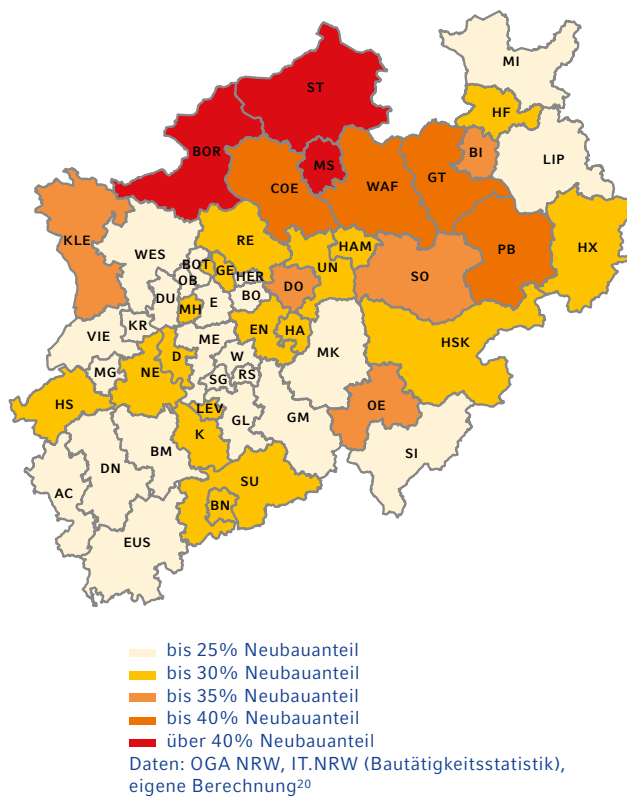 MI
ST
HF
BOR
MS
BI
LIP
COE
WAF
GT
KLE
RE
HAM
PB
HX
WES
BOT
GE
HER
UN
SO
OB
DU
E
BO
DO
MH
KR
EN
HA
VIE
ME
HSK
D
W
MK
MG
NE
SG
RS
HS
LEV
OE
K
GL
GM
BM
SI
DN
SU
AC
BN
EUS
bis 25% Neubauanteil
bis 30% Neubauanteil
bis 35% Neubauanteil
bis 40% Neubauanteil
über 40% Neubauanteil
Daten: OGA NRW, IT.NRW (Bautätigkeitsstatistik),
eigene Berechnung20